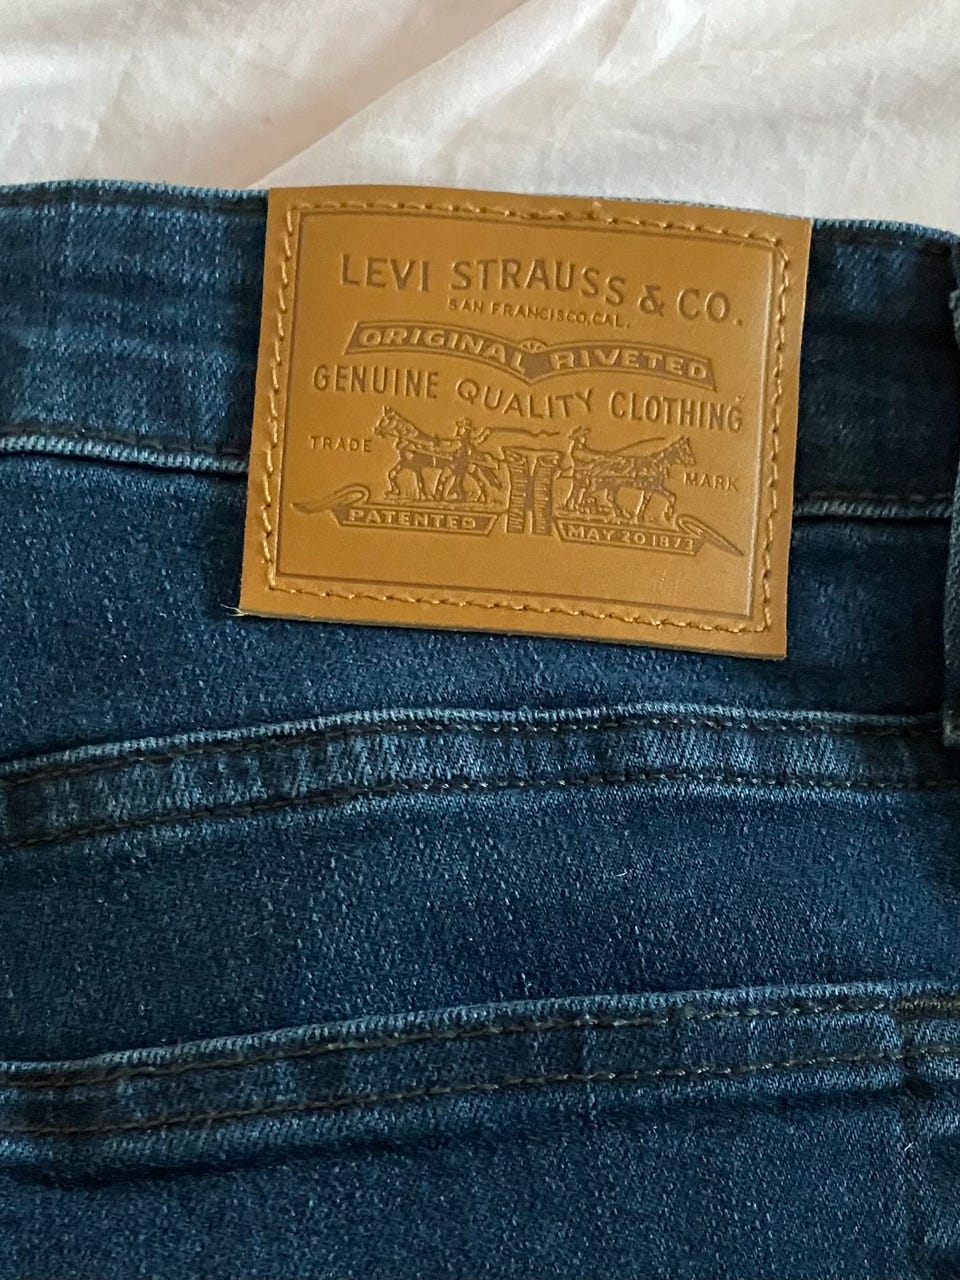 LEVI STRAUSS & CO.
SAN FRANCISCO, CAL.
ORIGINAL RIVETED
GENUINE QUALITY CLOTHING
TRADE MARK
PATENTED MAY 20 1873